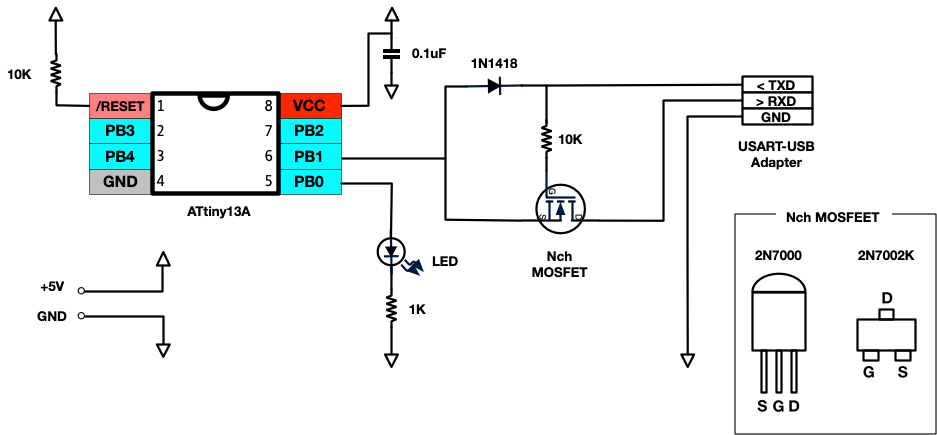 10K
0.1uF
/RESET 1 8 VCC
PB3 2 7 PB2
PB4 3 6 PB1
GND 4 5 PB0
ATtiny13A
1N1418
10K
G
S
D
Nch
MOSFET
< TXD
> RXD
GND
USART-USB
Adapter
LED
1K
+5V
GND
Nch MOSFEET
2N7000
2N7002K
D
G S
S G D